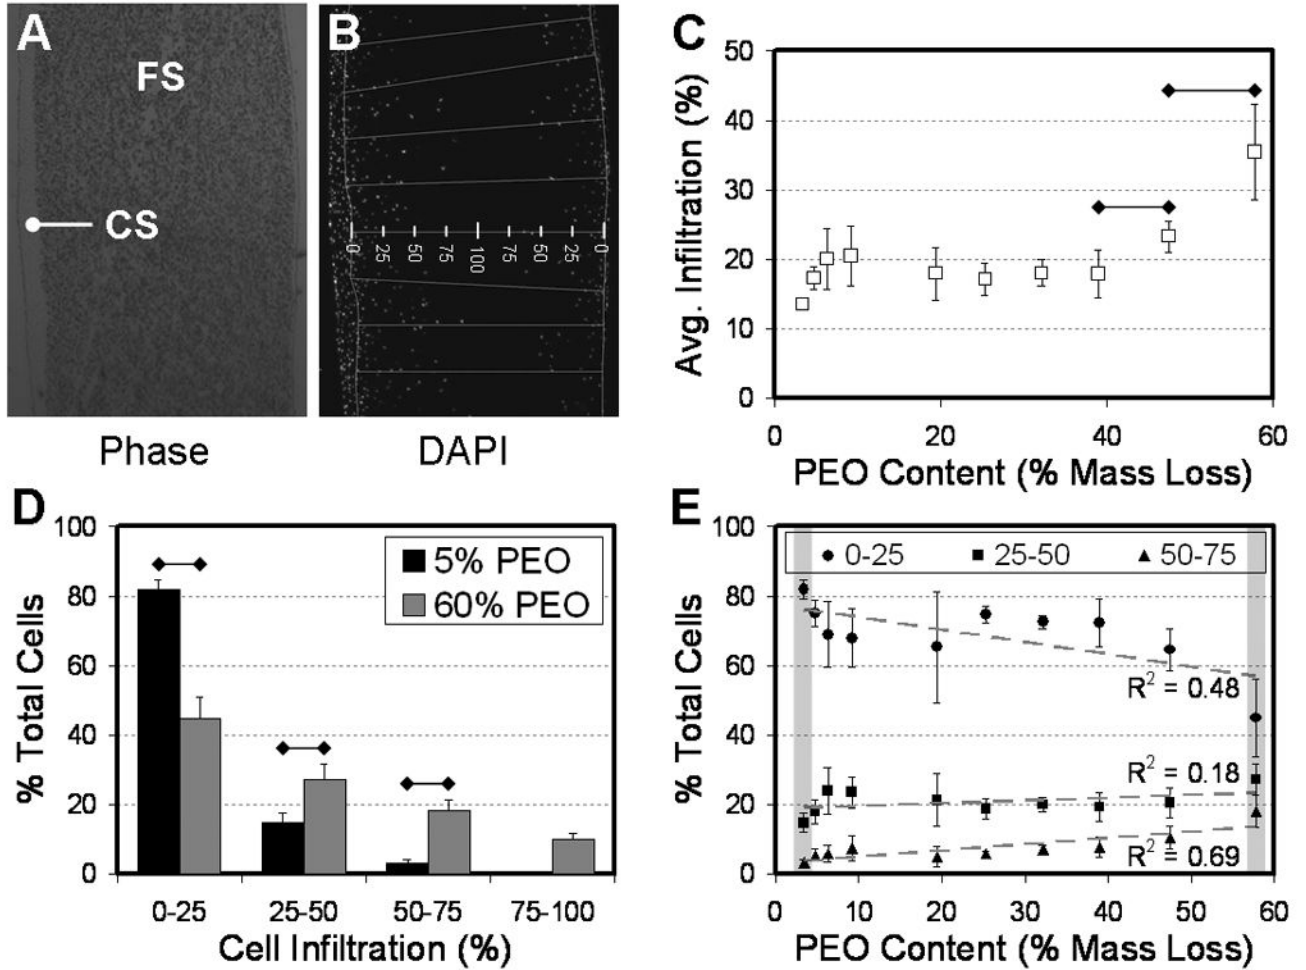 A
FS
CS
Phase
B
0 25 50 75 100 75 50 25 0
DAPI
C
Avg. Infiltration (%)
50
40
30
20
10
0
0 20 40 60
PEO Content (% Mass Loss)
D
% Total Cells
100
80
60
40
20
0
5% PEO
60% PEO
0-25 25-50 50-75 75-100
Cell Infiltration (%)
E
% Total Cells
100
80
60
40
20
0
0-25 25-50 50-75
R² = 0.48
R² = 0.18
R² = 0.69
0 10 20 30 40 50 60
PEO Content (% Mass Loss)